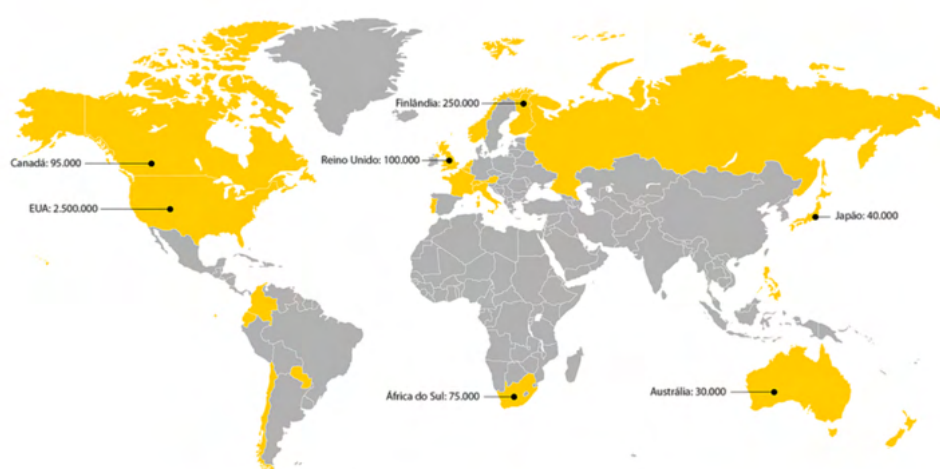 Finlândia: 250.000
Canadá: 95.000
Reino Unido: 100.000
EUA: 2.500.000
Japão: 40.000
África do Sul: 75.000
Austrália: 30.000